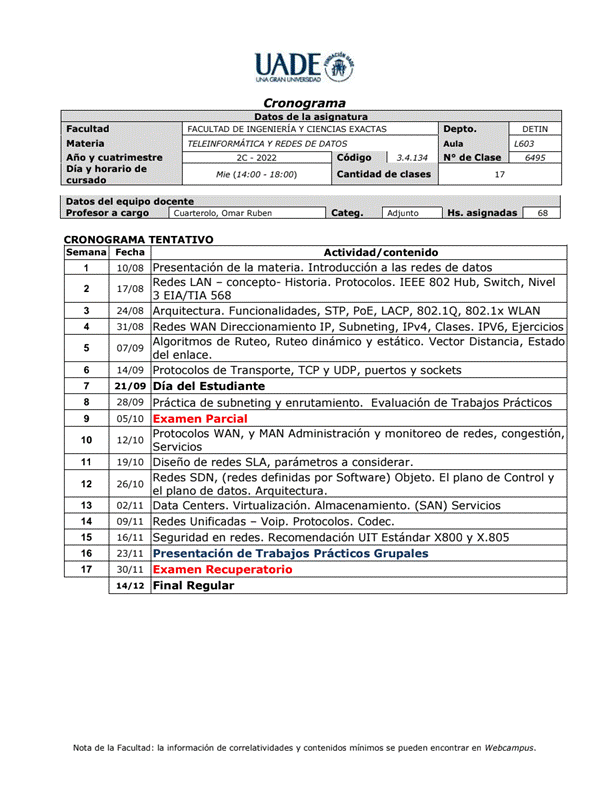 UADE
UNA GRAN UNIVERSIDAD
FUNDACIÓN UADE
Cronograma
Datos de la asignatura
Facultad FACULTAD DE INGENIERÍA Y CIENCIAS EXACTAS Depto. DETIN
Materia TELEINFORMATICA Y REDES DE DATOS Aula L603
Año y cuatrimestre 2C - 2022 Código 3.4.134 N° de Clase 6495
Día y horario de
cursado Mie (14:00 - 18:00) Cantidad de clases 17
Datos del equipo docente
Profesor a cargo Cuarterolo, Omar Ruben Categ. Adjunto Hs. asignadas 68
CRONOGRAMA TENTATIVO
Semana Fecha Actividad/contenido
1 10/08 Presentación de la materia. Introducción a las redes de datos
2 17/08 Redes LAN – concepto- Historia. Protocolos. IEEE 802 Hub, Switch, Nivel
3 EIA/TIA 568
3 24/08 Arquitectura. Funcionalidades, STP, PoE, LACP, 802.1Q, 802.1x WLAN
4 31/08 Redes WAN Direccionamiento IP, Subneting, IPv4, Clases. IPV6, Ejercicios
5 07/09 Algoritmos de Ruteo, Ruteo dinámico y estático. Vector Distancia, Estado
del enlace.
6 14/09 Protocolos de Transporte, TCP y UDP, puertos y sockets
7 21/09 Día del Estudiante
8 28/09 Práctica de subneting y enrutamiento. Evaluación de Trabajos Prácticos
9 05/10 Examen Parcial
10 12/10 Protocolos WAN, y MAN Administración y monitoreo de redes, congestión,
Servicios
11 19/10 Diseño de redes SLA, parámetros a considerar.
12 26/10 Redes SDN, (redes definidas por Software) Objeto. El plano de Control y
el plano de datos. Arquitectura.
13 02/11 Data Centers. Virtualización. Almacenamiento. (SAN) Servicios
14 09/11 Redes Unificadas – Voip. Protocolos. Codec.
15 16/11 Seguridad en redes. Recomendación UIT Estándar X800 y X.805
16 23/11 Presentación de Trabajos Prácticos Grupales
17 30/11 Examen Recuperatorio
14/12 Final Regular
Nota de la Facultad: la información de correlatividades y contenidos mínimos se pueden encontrar en Webcampus.